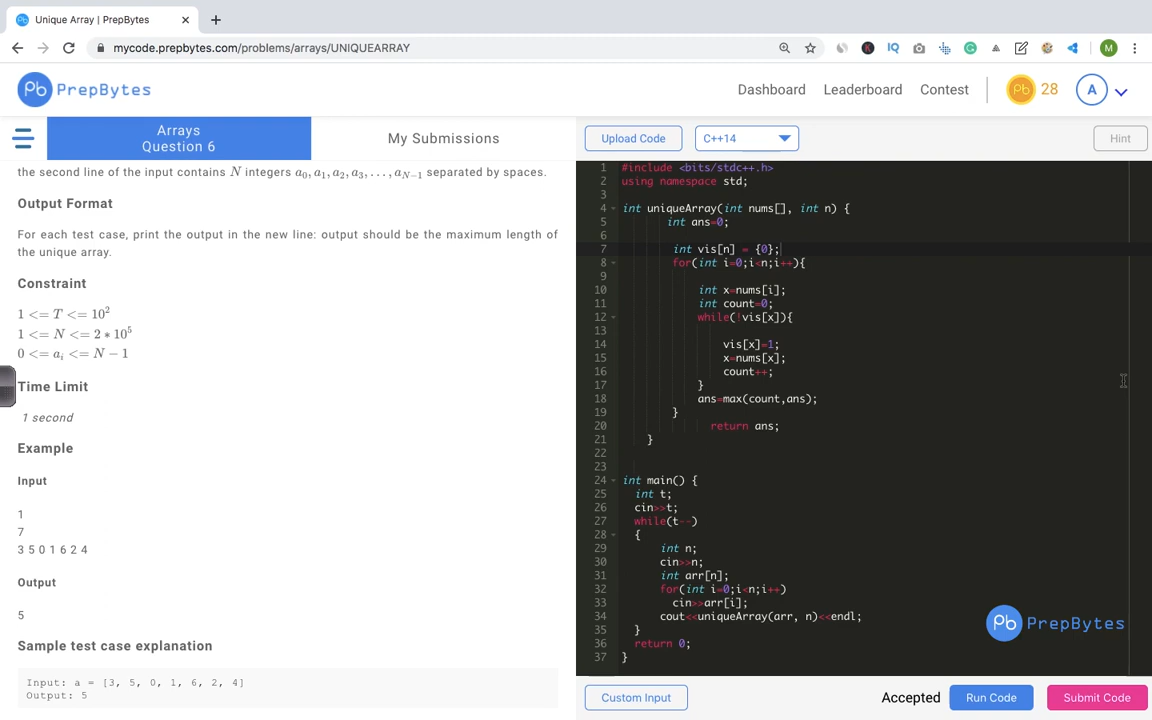 Unique Array | PrepBytes
mycode.prepbytes.com/problems/arrays/UNIQUEARRAY
IQ
M
Pb PrepBytes
Dashboard Leaderboard Contest Pb 28 A
Arrays
Question 6
My Submissions
Upload Code C++14 Hint
the second line of the input contains N integers a₀, a₁, a₂, a₃, . . . , aN−1 separated by spaces.
Output Format
For each test case, print the output in the new line: output should be the maximum length of
the unique array.
Constraint
1 <= T <= 10²
1 <= N <= 2 * 10⁵
0 <= aᵢ <= N − 1
Time Limit
1 second
Example
Input
1
7
3 5 0 1 6 2 4
Output
5
Sample test case explanation
Input: a = [3, 5, 0, 1, 6, 2, 4]
Output: 5
1 #include <bits/stdc++.h>
2 using namespace std;
3
4 int uniqueArray(int nums[], int n) {
5 int ans=0;
6
7 int vis[n] = {0};
8 for(int i=0;i<n;i++){
9
10 int x=nums[i];
11 int count=0;
12 while(!vis[x]){
13
14 vis[x]=1;
15 x=nums[x];
16 count++;
17 }
18 ans=max(count,ans);
19 }
20 return ans;
21 }
22
23
24 int main() {
25 int t;
26 cin>>t;
27 while(t--)
28 {
29 int n;
30 cin>>n;
31 int arr[n];
32 for(int i=0;i<n;i++)
33 cin>>arr[i];
34 cout<<uniqueArray(arr, n)<<endl;
35 }
36 return 0;
37 }
Pb PrepBytes
Custom Input Accepted Run Code Submit Code